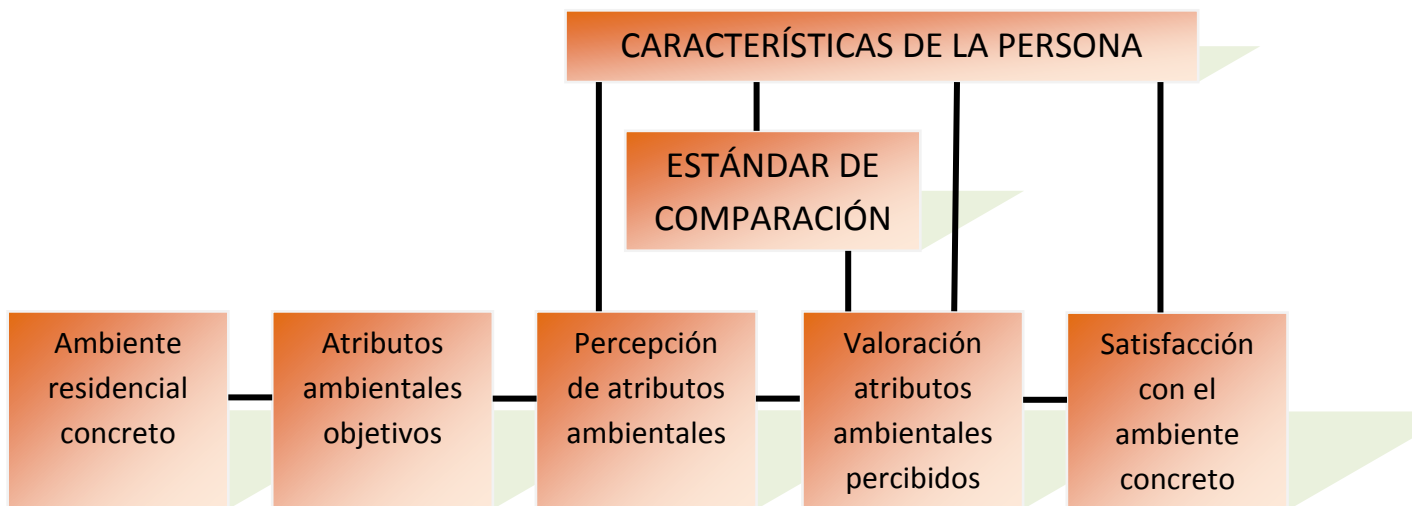 CARACTERÍSTICAS DE LA PERSONA
ESTÁNDAR DE
COMPARACIÓN
Ambiente
residencial
concreto
Atributos
ambientales
objetivos
Percepción
de atributos
ambientales
Valoración
atributos
ambientales
percibidos
Satisfacción
con el
ambiente
concreto